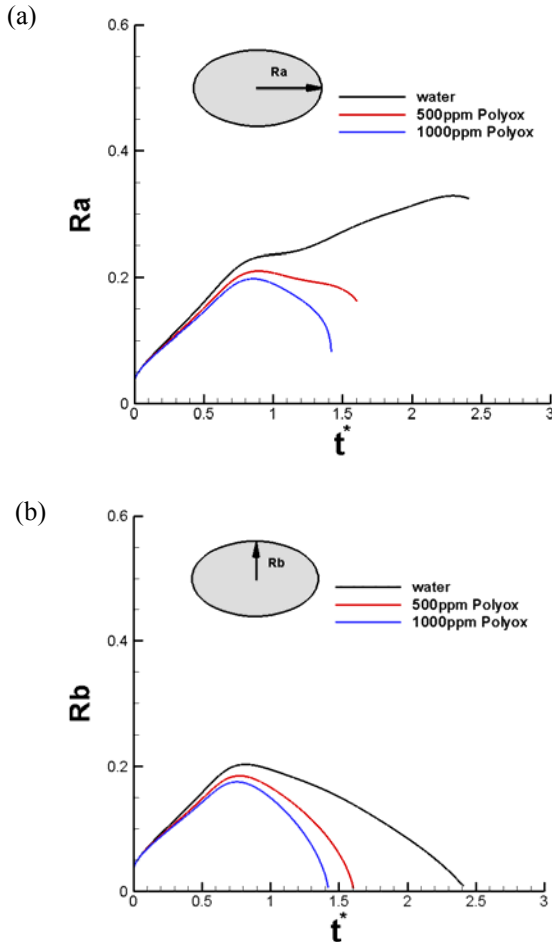 (a)
0.6
Ra
water
500ppm Polyox
1000ppm Polyox
0.4
Ra
0.2
0
0 0.5 1 1.5 2 2.5 3
t*
(b)
0.6
Rb
water
500ppm Polyox
1000ppm Polyox
0.4
Rb
0.2
0
0 0.5 1 1.5 2 2.5 3
t*